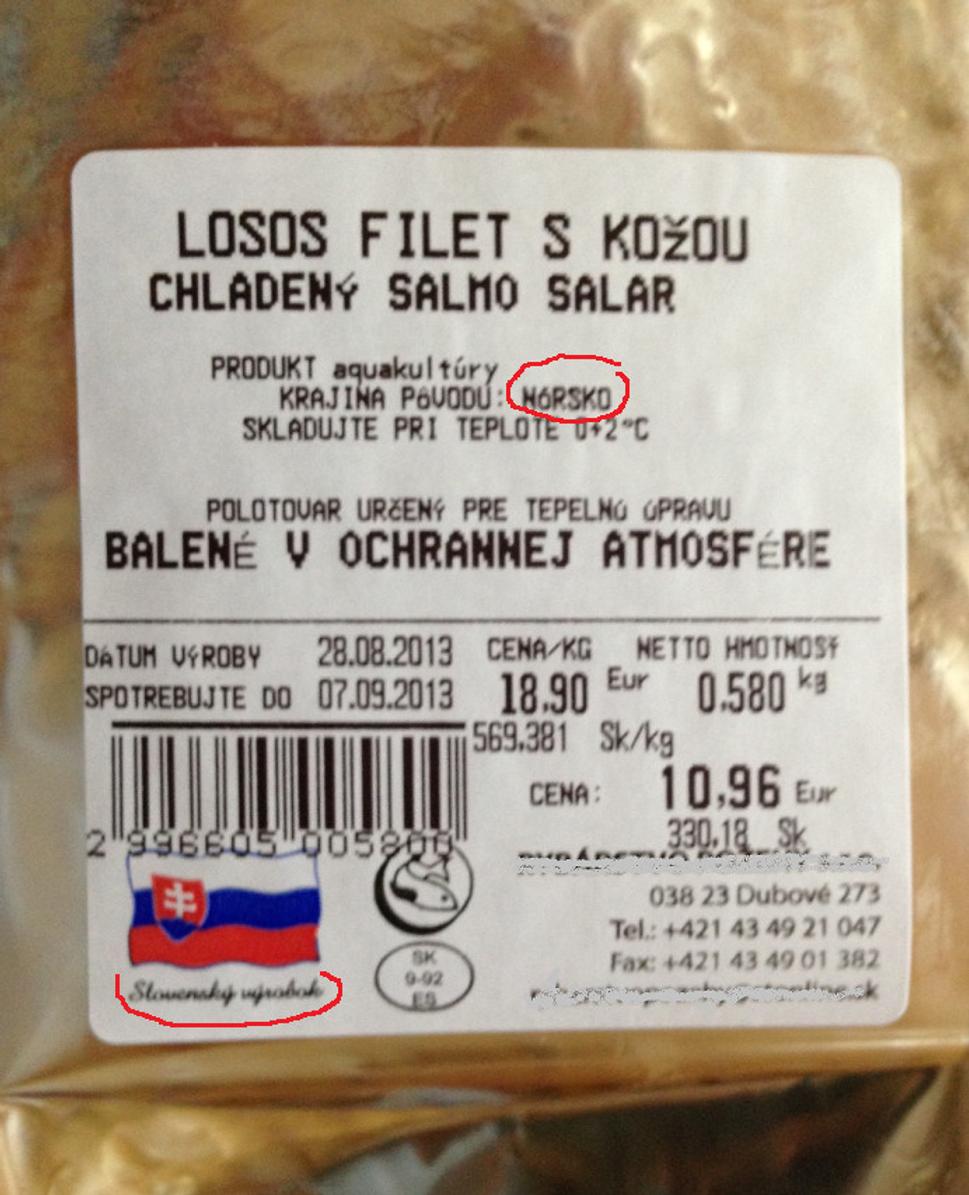 LOSOS FILET S KOŽOU
CHLADENÝ SALMO SALAR
PRODUKT aquakultúry
KRAJINA PôVODU: NóRSKO
SKLADUJTE PRI TEPLOTE 0+2°C
POLOTOVAR URčENý PRE TEPELNú úPRAVU
BALENÉ V OCHRANNEJ ATMOSFÉRE
DáTUM VýROBY 28.08.2013 CENA/KG NETTO HMOTNOSť
SPOTREBUJTE DO 07.09.2013 18,90 Eur 0,580 kg
569,381 Sk/kg
CENA: 10,96 Eur
330,18 Sk
2 996605 005800
038 23 Dubové 273
Tel.: +421 43 49 21 047
Fax: +421 43 49 01 382
SK
9-92
ES
Slovenský výrobok